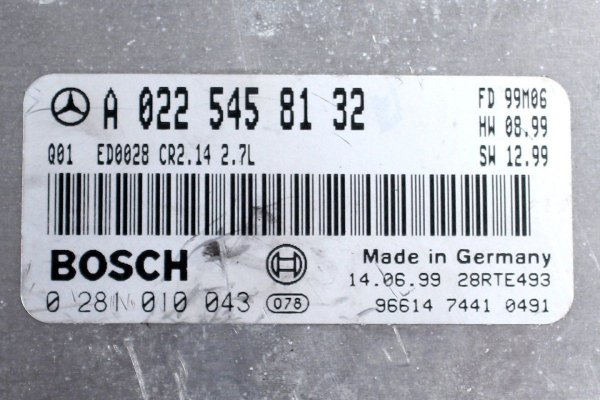 A 022 545 81 32
FD 99M06
HW 08.99
Q01 ED0028 CR2.14 2.7L
SW 12.99
BOSCH
Made in Germany
14.06.99 28RTE493
0 281 010 043 078
96614 7441 0491